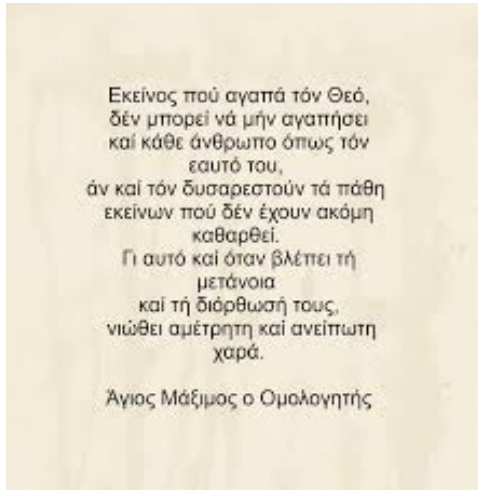 Εκείνος πού αγαπά τόν Θεό,
δέν μπορεί νά μήν αγαπήσει
καί κάθε άνθρωπο όπως τόν
εαυτό του,
άν καί τόν δυσαρεστούν τά πάθη
εκείνων πού δέν έχουν ακόμη
καθαρθεί.
Γι αυτό καί όταν βλέπει τή
μετάνοια
καί τή διόρθωσή τους,
νιώθει αμέτρητη καί ανείπωτη
χαρά.
Άγιος Μάξιμος ο Ομολογητής